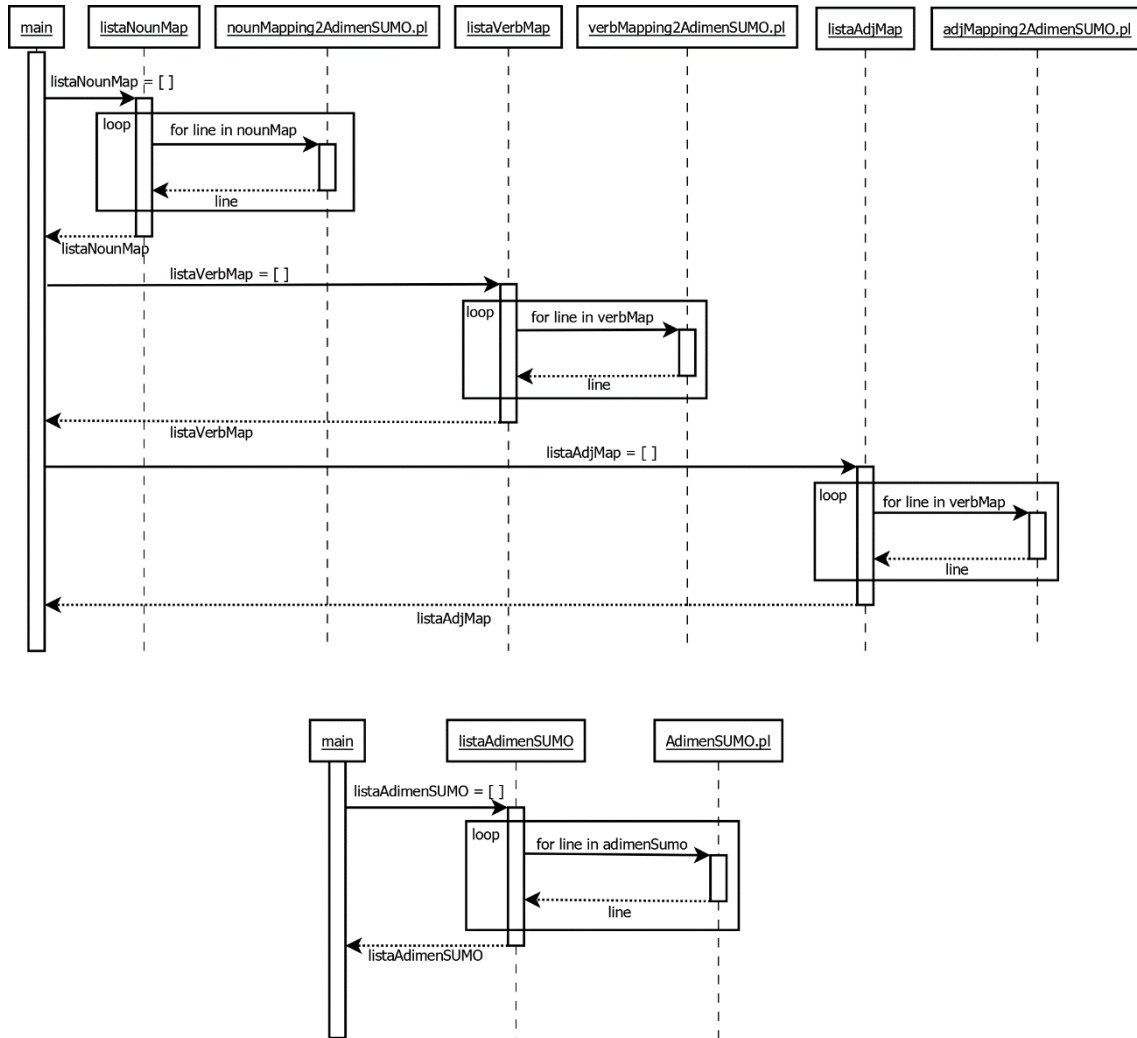 main
listaNounMap
nounMapping2AdimenSUMO.pl
listaVerbMap
verbMapping2AdimenSUMO.pl
listaAdjMap
adjMapping2AdimenSUMO.pl
listaNounMap = [ ]
loop
for line in nounMap
line
listaNounMap
listaVerbMap = [ ]
loop
for line in verbMap
line
listaVerbMap
listaAdjMap = [ ]
loop
for line in verbMap
line
listaAdjMap
main
listaAdimenSUMO
AdimenSUMO.pl
listaAdimenSUMO = [ ]
loop
for line in adimenSumo
line
listaAdimenSUMO